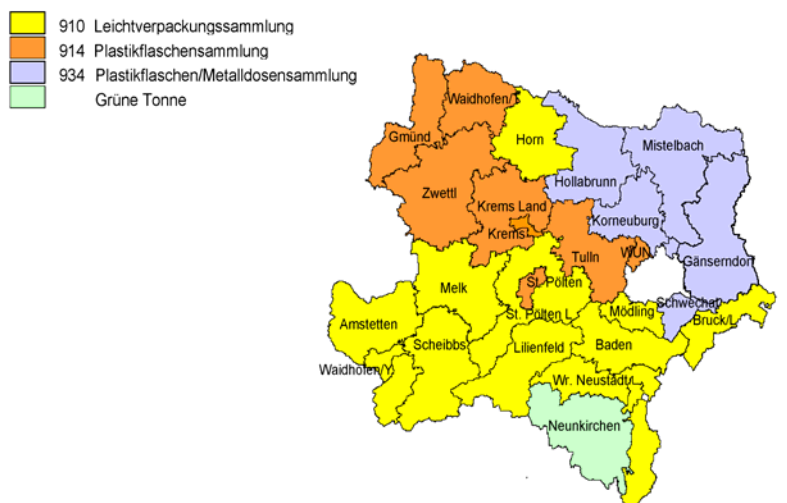 910 Leichtverpackungssammlung
914 Plastikflaschensammlung
934 Plastikflaschen/Metalldosensammlung
Grüne Tonne
Waidhofen/T
Gmünd
Horn
Mistelbach
Zwettl
Hollabrunn
Krems Land
Korneuburg
Krems
WUN
Tulln
Gänserndorf
St. Pölten
Melk
Schwechat
St. Pölten L
Mödling
Bruck/L
Amstetten
Scheibbs
Lilienfeld
Baden
Waidhofen/Y.
Wr. Neustadt/L
Neunkirchen